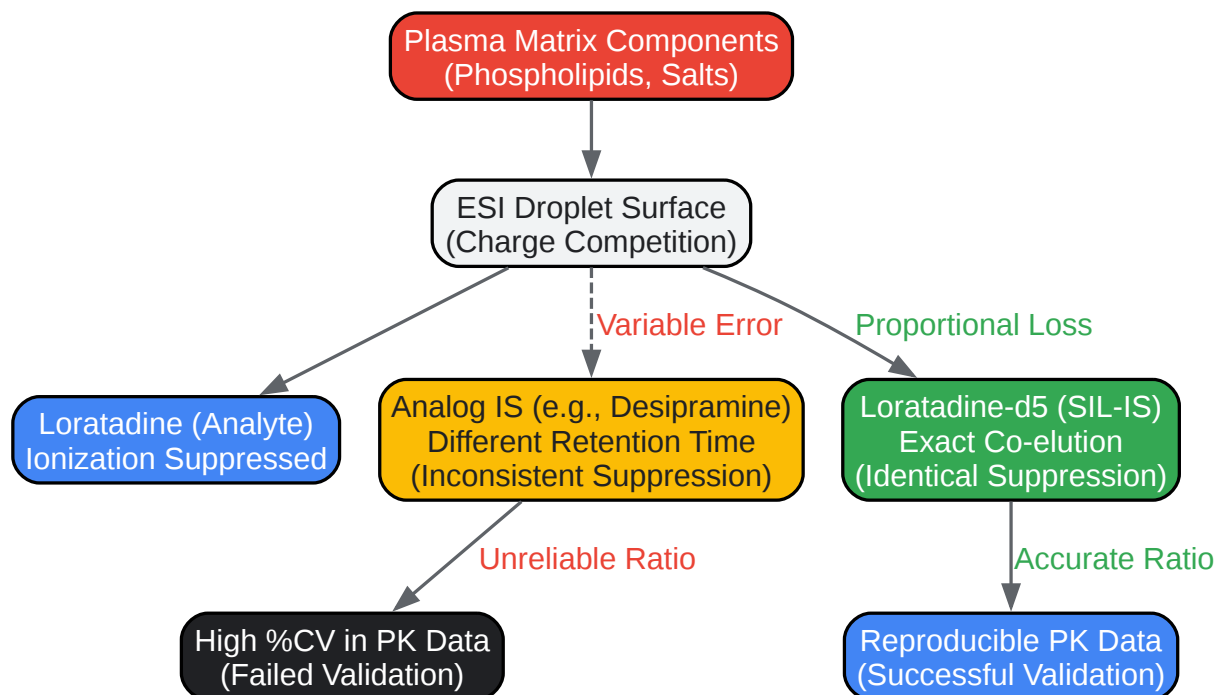 Plasma Matrix Components
(Phospholipids, Salts)
ESI Droplet Surface
(Charge Competition)
Variable Error
Proportional Loss
Loratadine (Analyte)
Ionization Suppressed
Analog IS (e.g., Desipramine)
Different Retention Time
(Inconsistent Suppression)
Loratadine-d5 (SIL-IS)
Exact Co-elution
(Identical Suppression)
Unreliable Ratio
Accurate Ratio
High %CV in PK Data
(Failed Validation)
Reproducible PK Data
(Successful Validation)